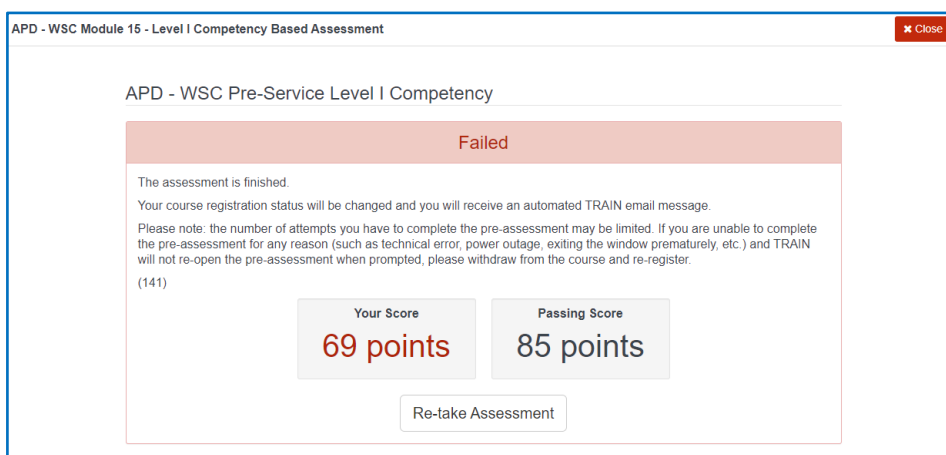 APD - WSC Module 15 - Level I Competency Based Assessment
✖ Close
APD - WSC Pre-Service Level I Competency
Failed
The assessment is finished.
Your course registration status will be changed and you will receive an automated TRAIN email message.
Please note: the number of attempts you have to complete the pre-assessment may be limited. If you are unable to complete
the pre-assessment for any reason (such as technical error, power outage, exiting the window prematurely, etc.) and TRAIN
will not re-open the pre-assessment when prompted, please withdraw from the course and re-register.
(141)
Your Score
69 points
Passing Score
85 points
Re-take Assessment